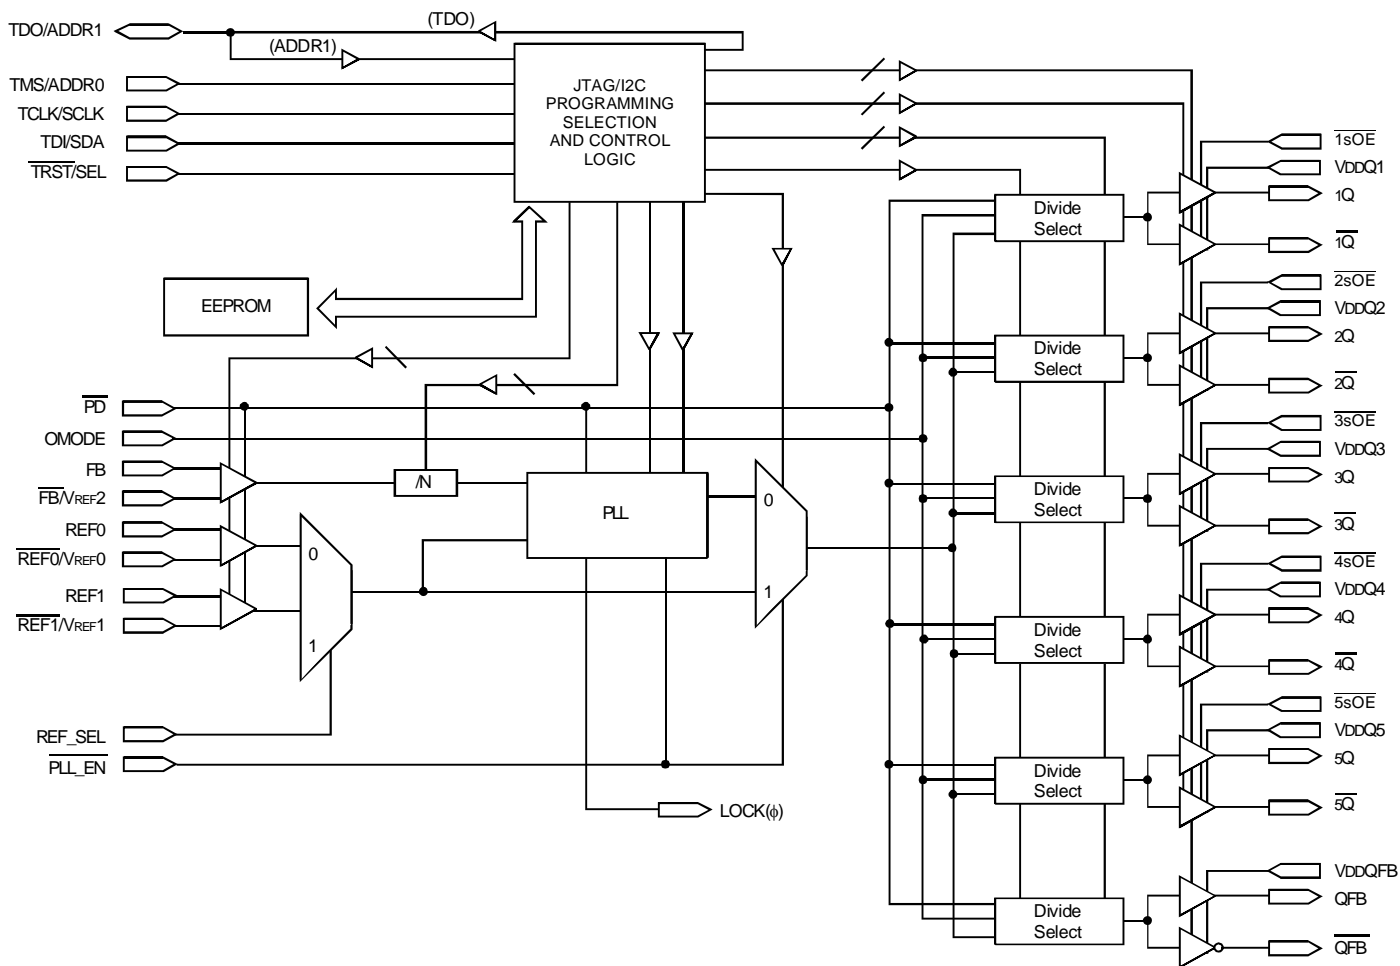 TDO/ADDR1
(TDO)
(ADDR1)
TMS/ADDR0
TCLK/SCLK
TDI/SDA
TRST/SEL
JTAG/I2C
PROGRAMMING
SELECTION
AND CONTROL
LOGIC
EEPROM
PD
OMODE
FB
FB/VREF2
REF0
REF0/VREF0
REF1
REF1/VREF1
REF_SEL
PLL_EN
/N
PLL
0
1
0
1
LOCK(ϕ)
Divide
Select
1sOE
VDDQ1
1Q
1Q
Divide
Select
2sOE
VDDQ2
2Q
2Q
Divide
Select
3sOE
VDDQ3
3Q
3Q
Divide
Select
4sOE
VDDQ4
4Q
4Q
Divide
Select
5sOE
VDDQ5
5Q
5Q
Divide
Select
VDDQFB
QFB
QFB